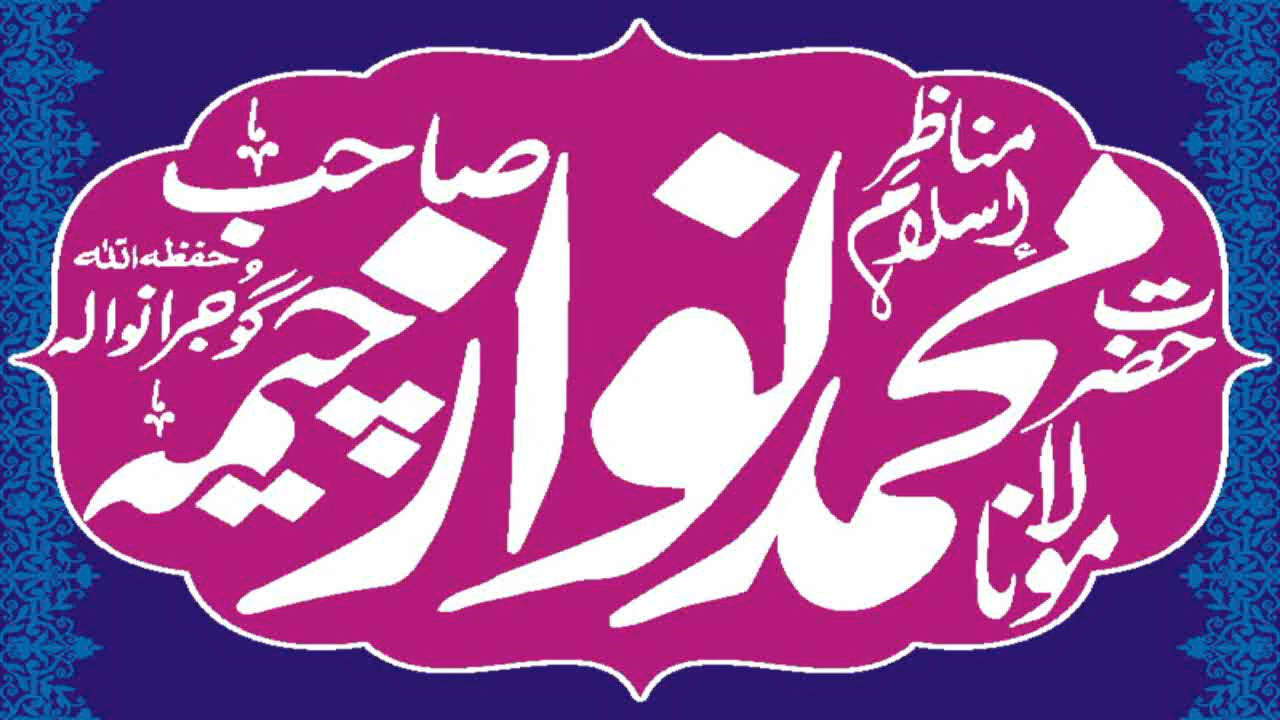 مناظرِ اسلام
حضرت مولانا
محمد نواز چیمہ صاحب
حفظہ اللہ
گوجرانوالہ